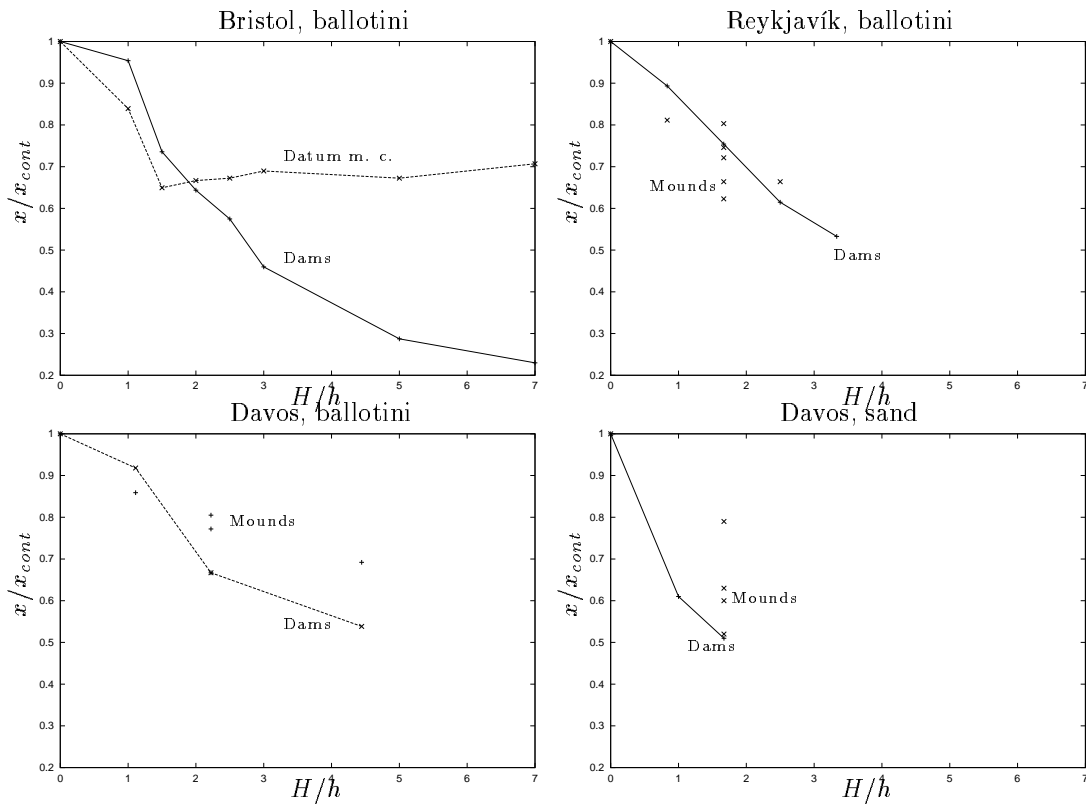 Bristol, ballotini
1
0.9
0.8
0.7
0.6
0.5
0.4
0.3
0.2
x/x_cont
Datum m. c.
Dams
0 1 2 3 4 5 6 7
H/h
Reykjavík, ballotini
1
0.9
0.8
0.7
0.6
0.5
0.4
0.3
0.2
x/x_cont
Mounds
Dams
0 1 2 3 4 5 6 7
H/h
Davos, ballotini
1
0.9
0.8
0.7
0.6
0.5
0.4
0.3
0.2
x/x_cont
Mounds
Dams
0 1 2 3 4 5 6 7
H/h
Davos, sand
1
0.9
0.8
0.7
0.6
0.5
0.4
0.3
0.2
x/x_cont
Mounds
Dams
0 1 2 3 4 5 6 7
H/h